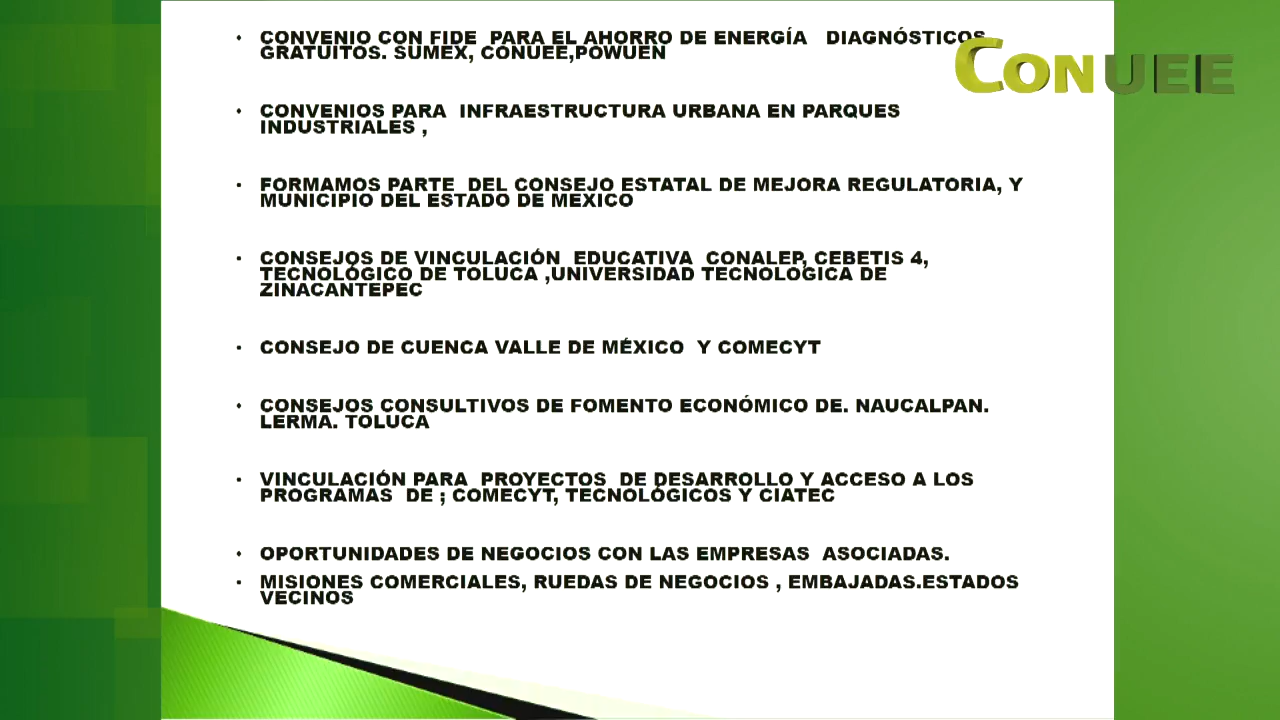 • CONVENIO CON FIDE PARA EL AHORRO DE ENERGÍA DIAGNÓSTICOS
GRATUITOS. SUMEX, CONUEE,POWUEN
CONUEE
• CONVENIOS PARA INFRAESTRUCTURA URBANA EN PARQUES
INDUSTRIALES ,
• FORMAMOS PARTE DEL CONSEJO ESTATAL DE MEJORA REGULATORIA, Y
MUNICIPIO DEL ESTADO DE MEXICO
• CONSEJOS DE VINCULACIÓN EDUCATIVA CONALEP, CEBETIS 4,
TECNOLÓGICO DE TOLUCA ,UNIVERSIDAD TECNOLOGICA DE
ZINACANTEPEC
• CONSEJO DE CUENCA VALLE DE MÉXICO Y COMECYT
• CONSEJOS CONSULTIVOS DE FOMENTO ECONÓMICO DE. NAUCALPAN.
LERMA. TOLUCA
• VINCULACIÓN PARA PROYECTOS DE DESARROLLO Y ACCESO A LOS
PROGRAMAS DE ; COMECYT, TECNOLÓGICOS Y CIATEC
• OPORTUNIDADES DE NEGOCIOS CON LAS EMPRESAS ASOCIADAS.
• MISIONES COMERCIALES, RUEDAS DE NEGOCIOS , EMBAJADAS.ESTADOS
VECINOS